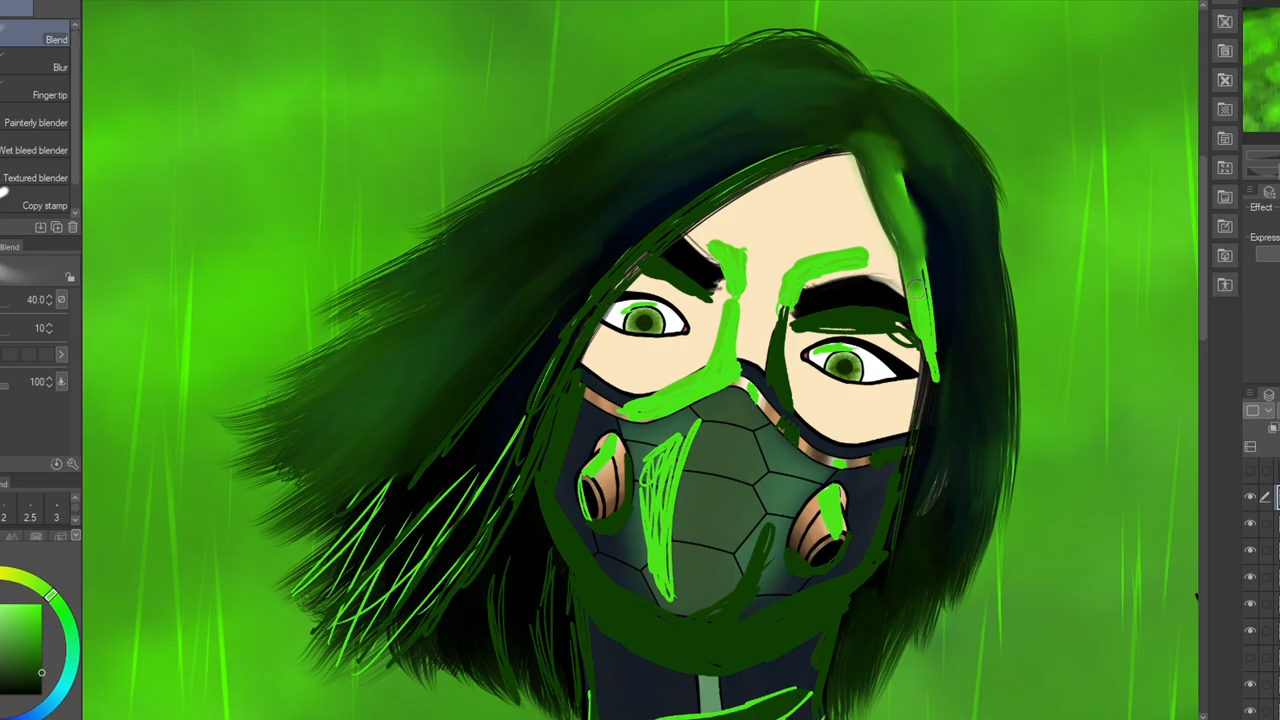 Blend
Blur
Finger tip
Painterly blender
Wet bleed blender
Textured blender
Copy stamp
Blend
40.0
10
100
2 2.5 3
Effect
Express